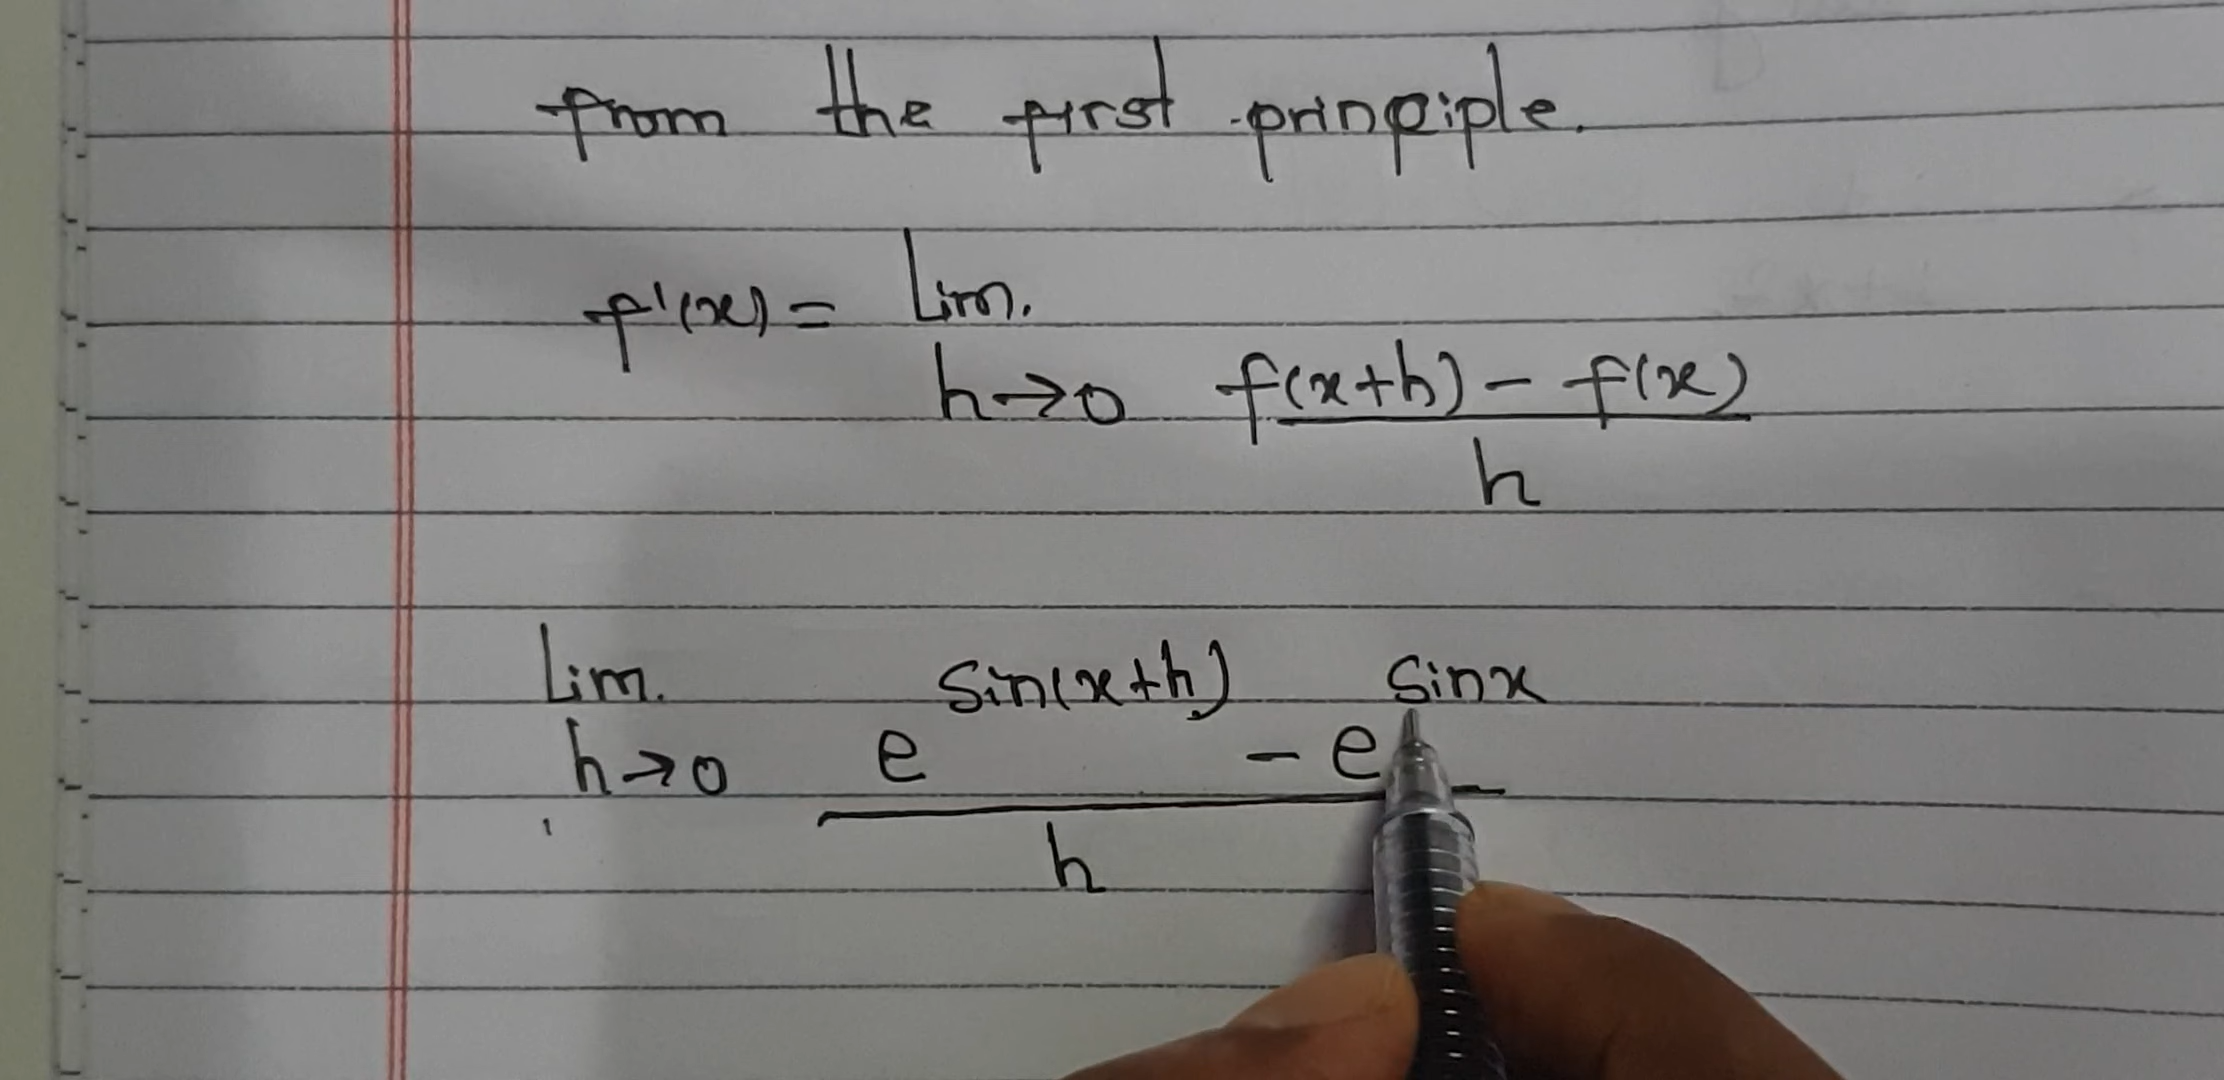 from the first principle.
f'(x) = Lim.
h→0 f(x+h) - f(x)
h
Lim. Sin(x+h) Sinx
h→0 e - e
h